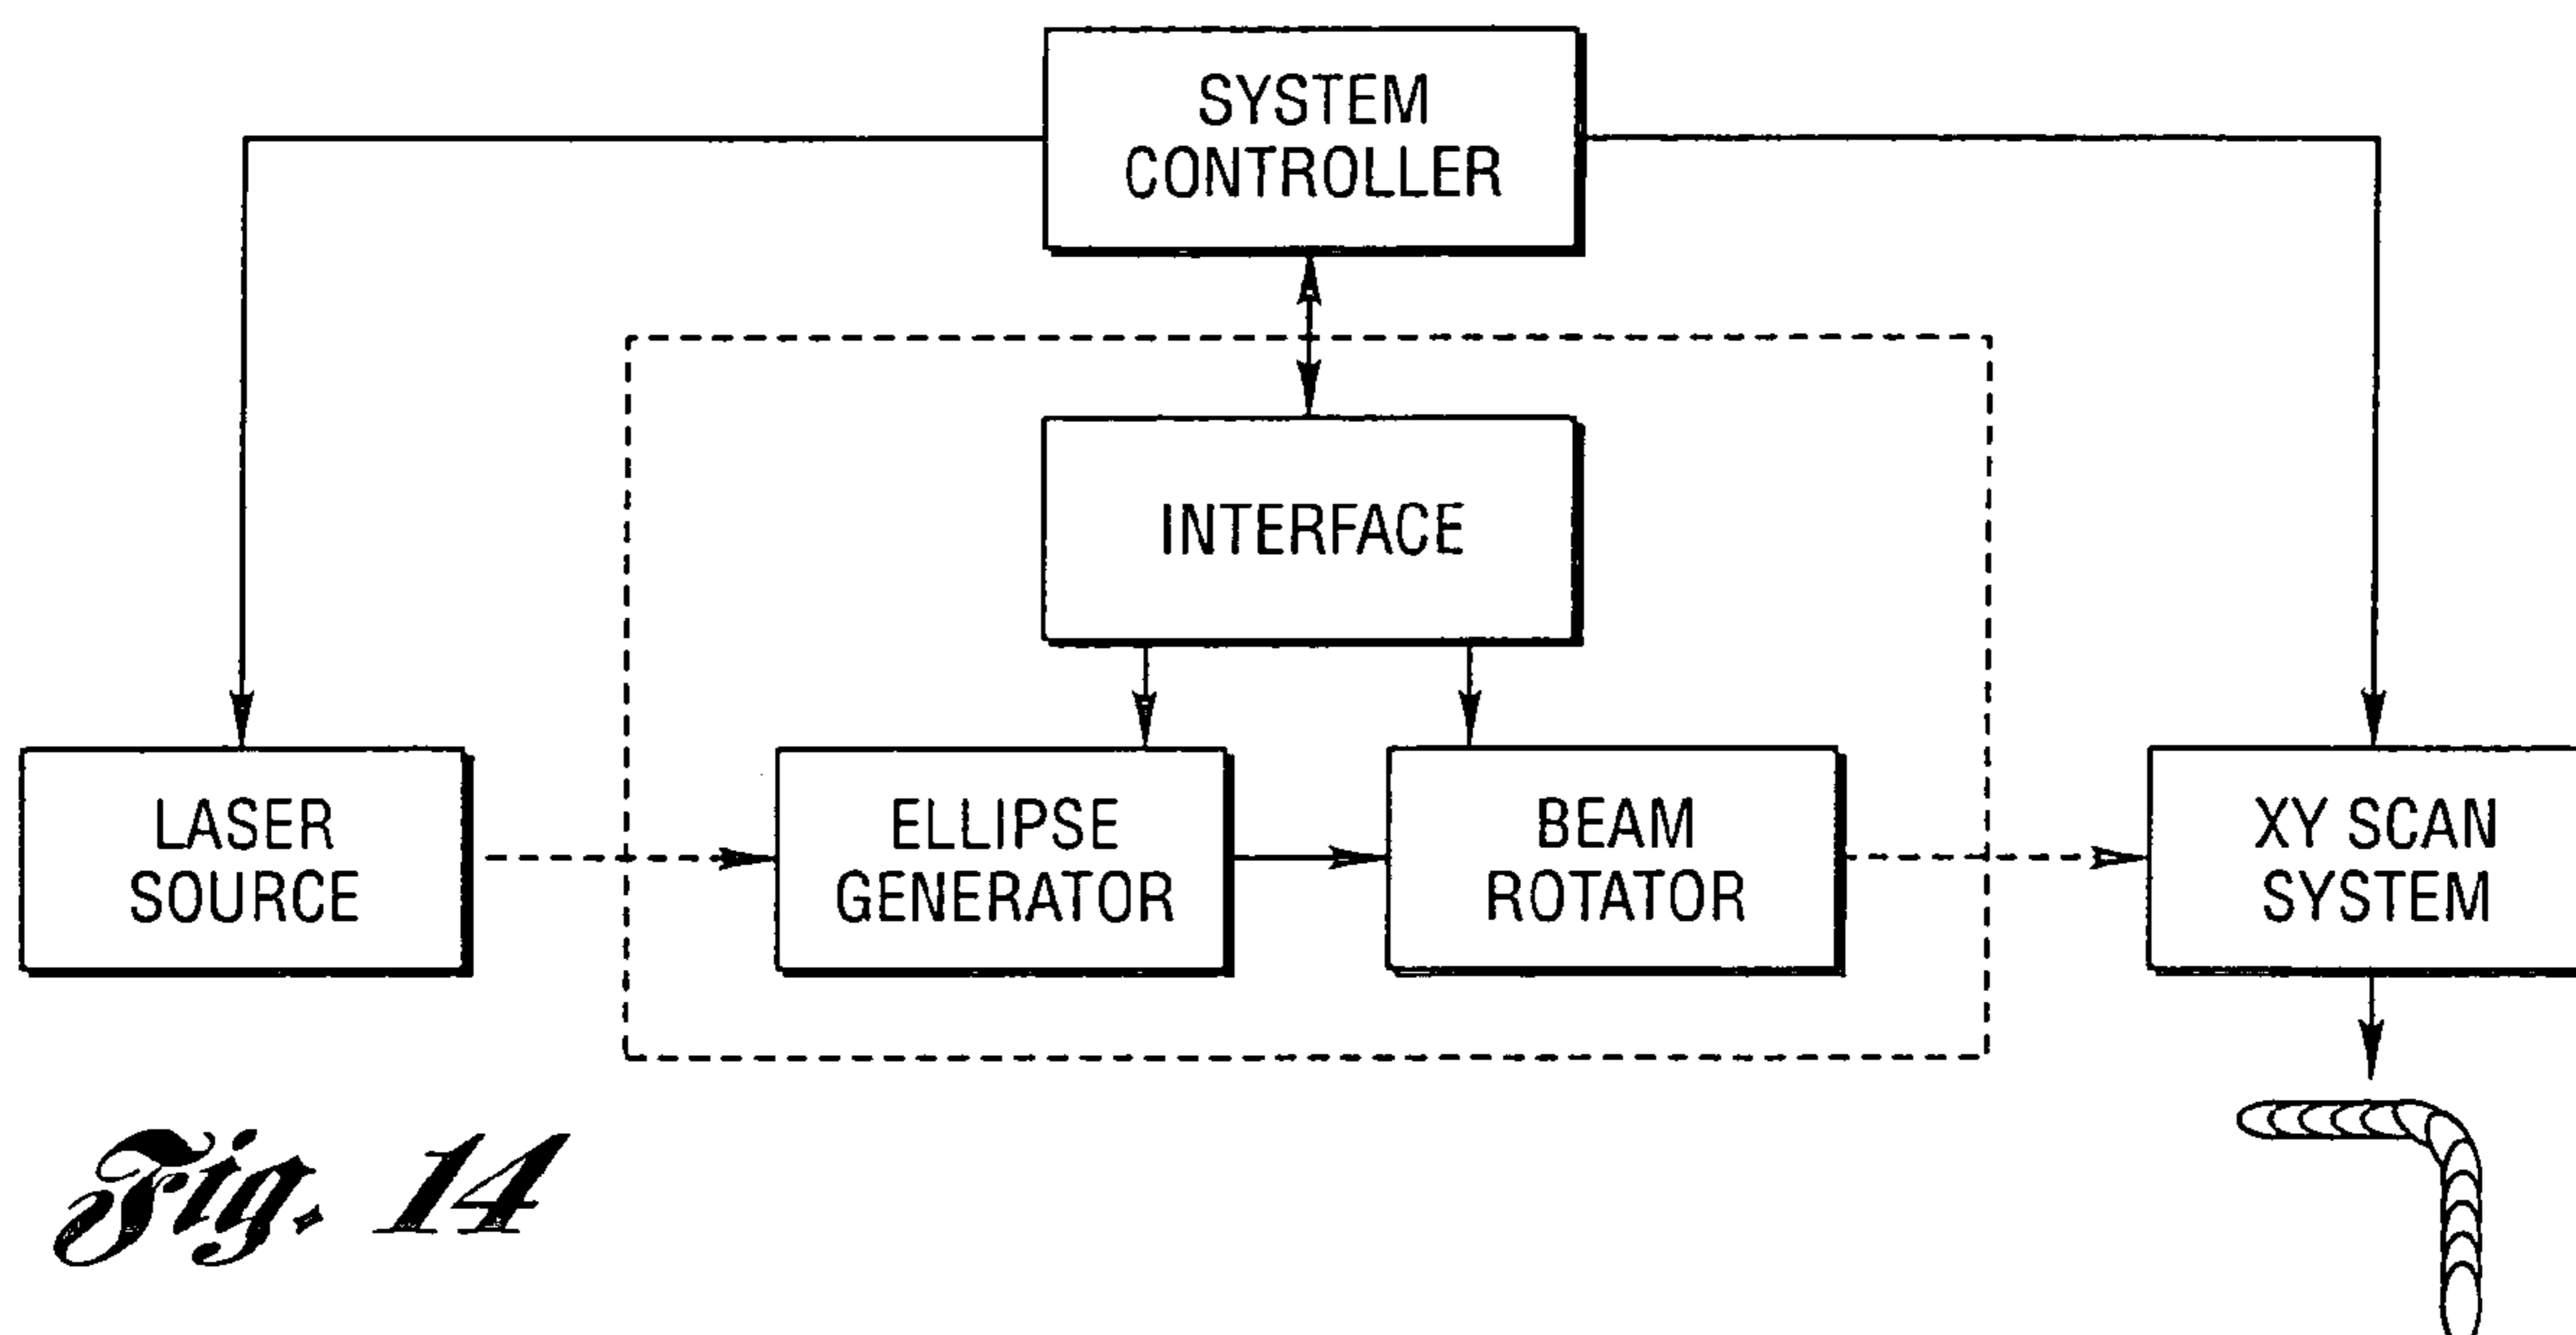 SYSTEM
CONTROLLER
INTERFACE
LASER
SOURCE
ELLIPSE
GENERATOR
BEAM
ROTATOR
XY SCAN
SYSTEM
Fig. 14